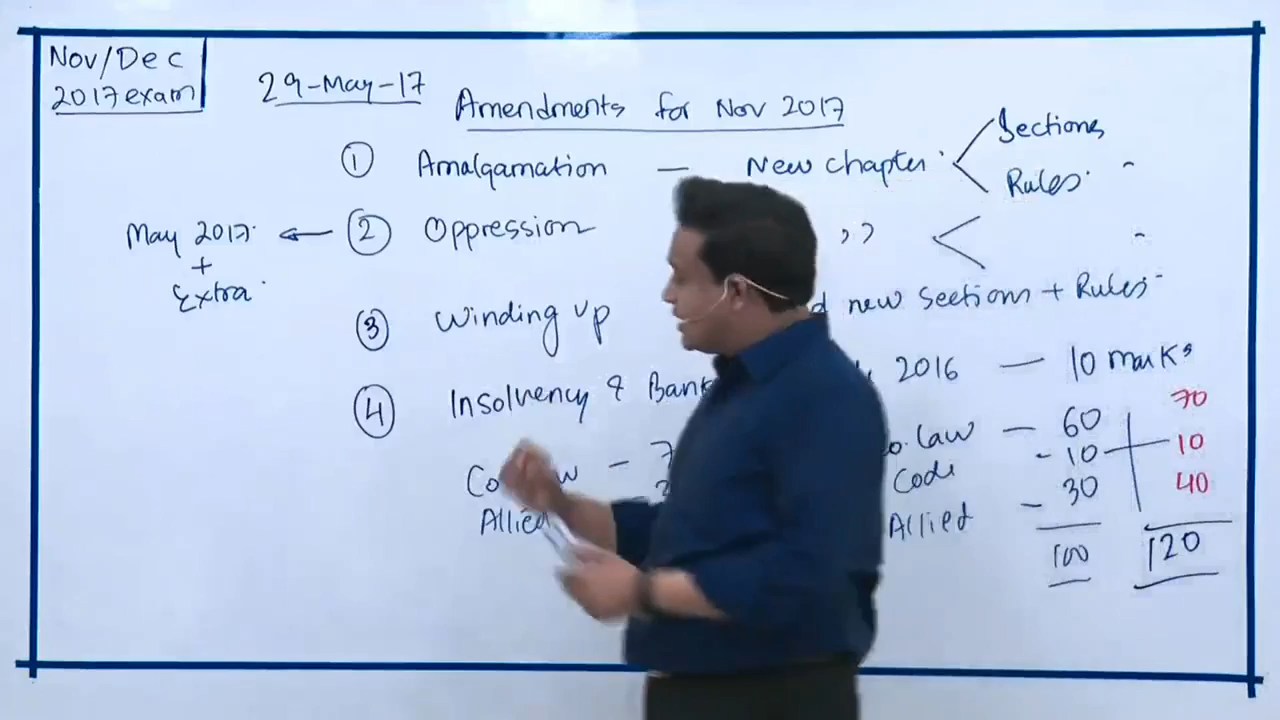 Nov/Dec
2017 exam
29-May-17
Amendments for Nov 2017
① Amalgamation — New chapter
Sections
Rules
May 2017 ← ② Oppression ,,
+
Extra
③ Winding up new Sections + Rules
④ Insolvency & 2016 — 10 marks
Co. Law — 60 70
Code - 10 10
Allied - 30 40
100 120
Allied